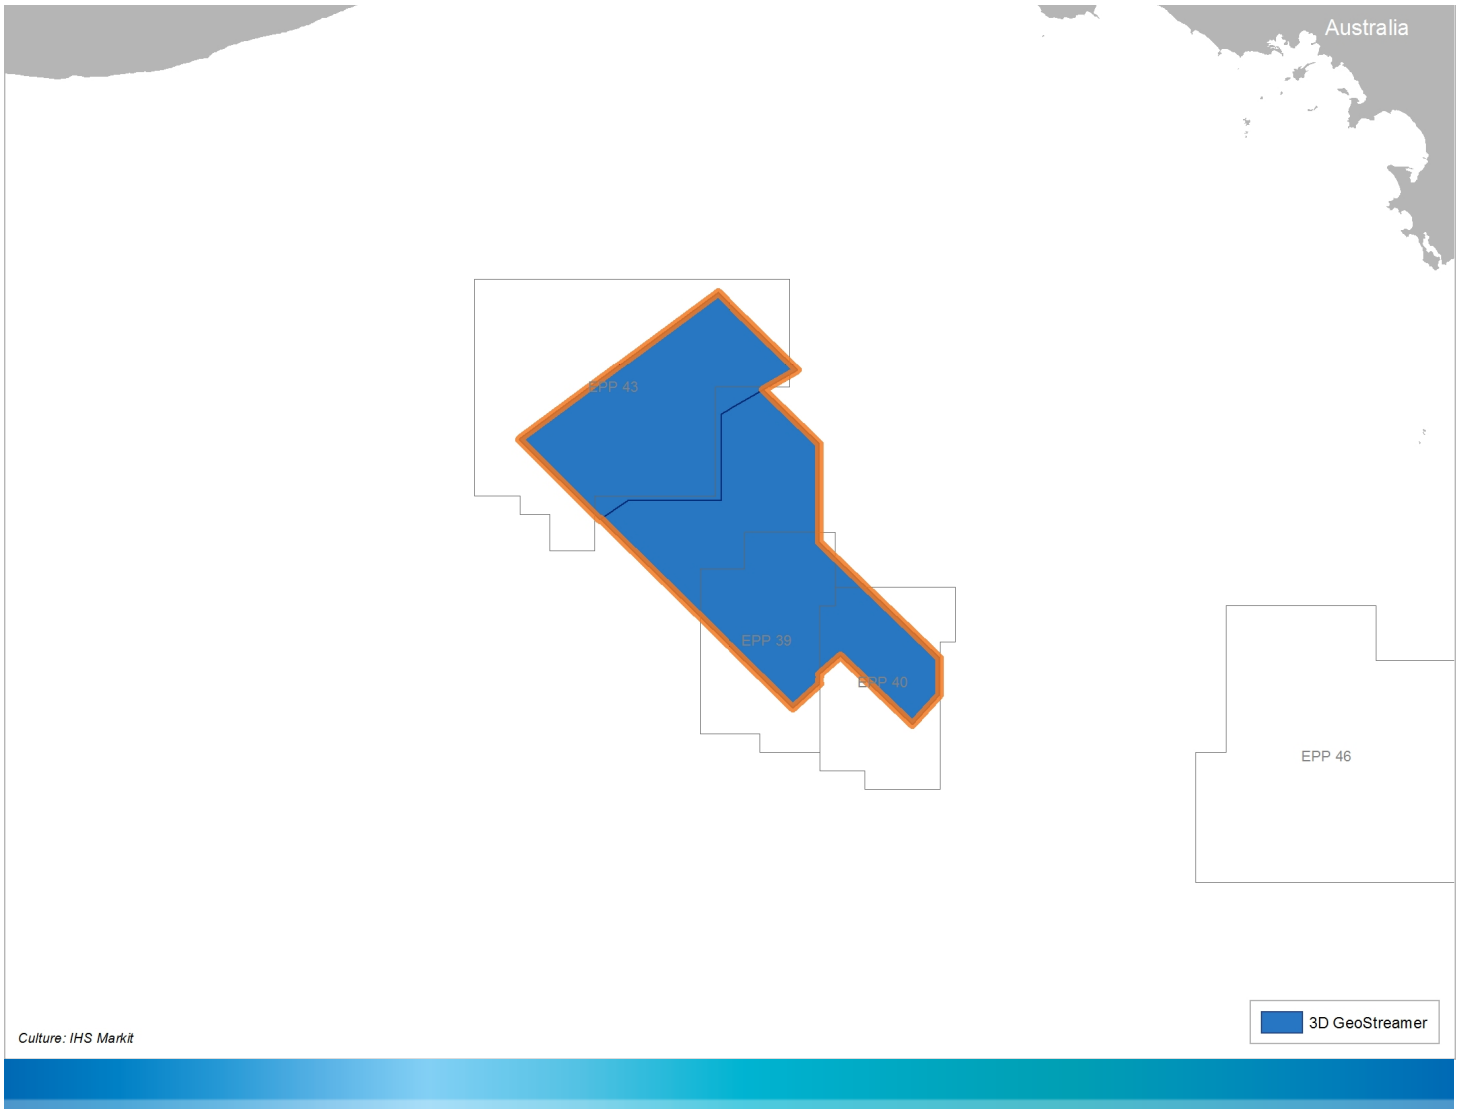 Australia
EPP 43
EPP 39
EPP 40
EPP 46
3D GeoStreamer
Culture: IHS Markit